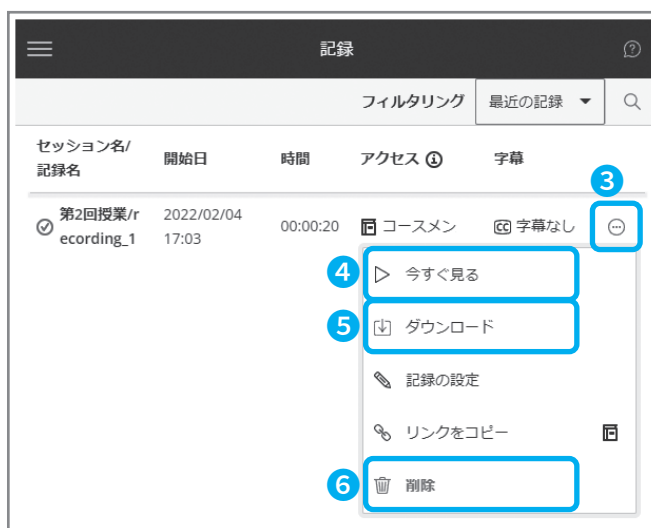 記録
フィルタリング 最近の記録
セッション名/
記録名 開始日 時間 アクセス 字幕
3
第2回授業/r
ecording_1 2022/02/04
17:03 00:00:20 コースメン CC 字幕なし
4 今すぐ見る
5 ダウンロード
記録の設定
リンクをコピー
6 削除